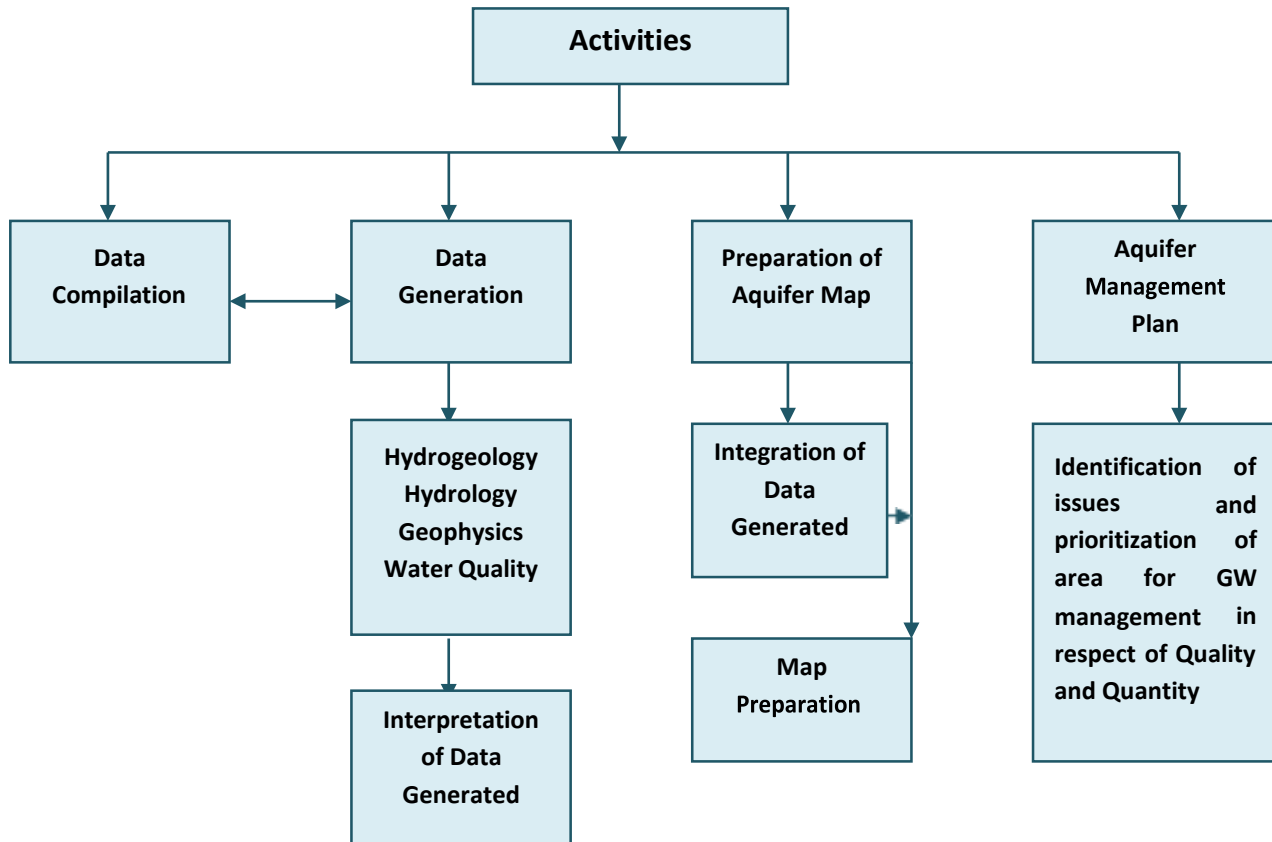 Activities
Data
Compilation
Data
Generation
Preparation of
Aquifer Map
Aquifer
Management
Plan
Hydrogeology
Hydrology
Geophysics
Water Quality
Integration of
Data
Generated
Identification of
issues and
prioritization of
area for GW
management in
respect of Quality
and Quantity
Map
Preparation
Interpretation
of Data
Generated